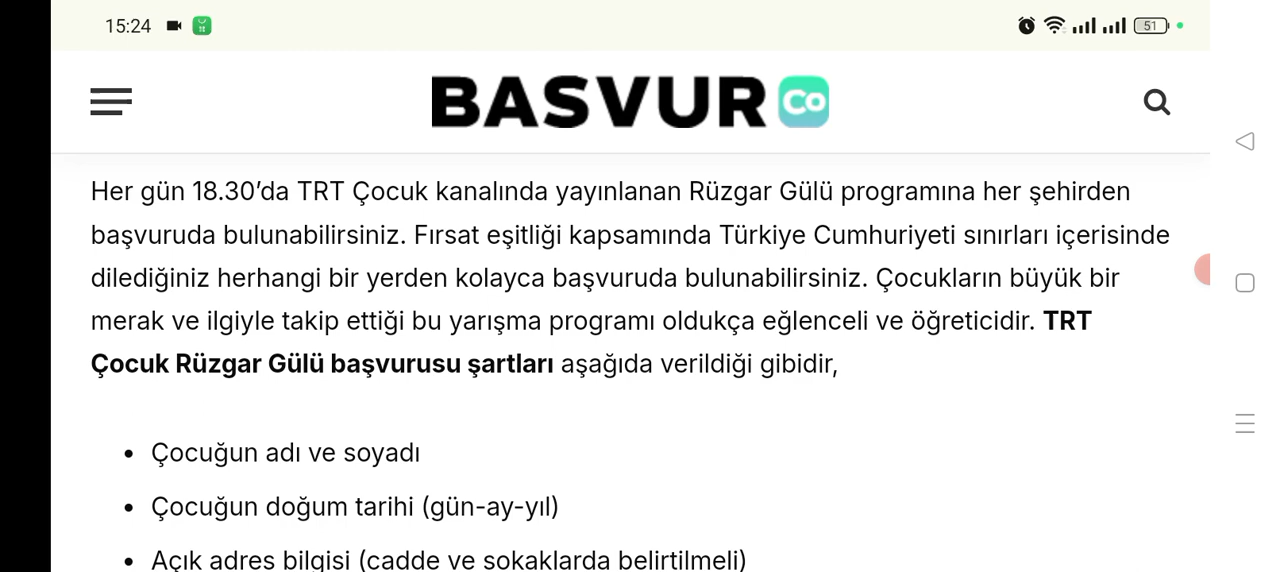 15:24
51
BASVUR Co
Her gün 18.30’da TRT Çocuk kanalında yayınlanan Rüzgar Gülü programına her şehirden
başvuruda bulunabilirsiniz. Fırsat eşitliği kapsamında Türkiye Cumhuriyeti sınırları içerisinde
dilediğiniz herhangi bir yerden kolayca başvuruda bulunabilirsiniz. Çocukların büyük bir
merak ve ilgiyle takip ettiği bu yarışma programı oldukça eğlenceli ve öğreticidir. TRT
Çocuk Rüzgar Gülü başvurusu şartları aşağıda verildiği gibidir,
• Çocuğun adı ve soyadı
• Çocuğun doğum tarihi (gün-ay-yıl)
• Açık adres bilgisi (cadde ve sokaklarda belirtilmeli)